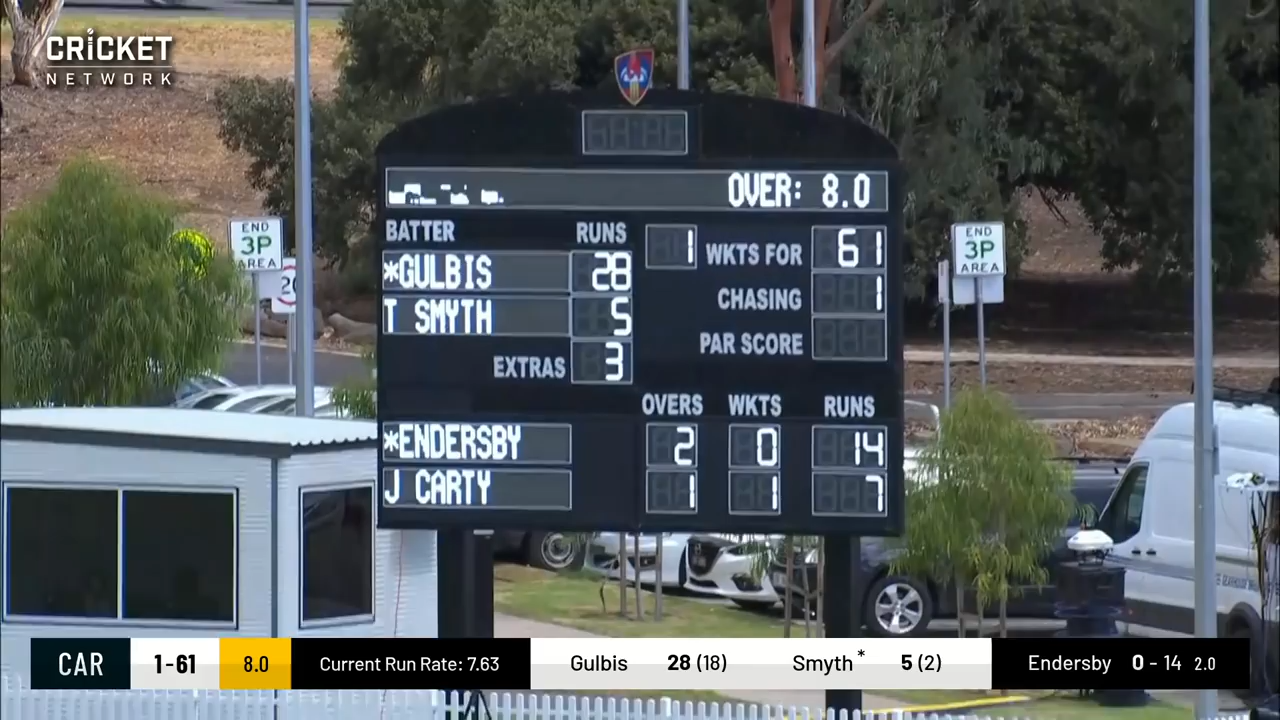 CRICKET
NETWORK
OVER: 8.0
BATTER RUNS
*GULBIS 28
T SMYTH 5
EXTRAS 3
1 WKTS FOR 61
CHASING 1
PAR SCORE
OVERS WKTS RUNS
*ENDERSBY 2 0 14
J CARTY 1 1 7
END
3P
AREA
20
END
3P
AREA
CAR 1-61 8.0 Current Run Rate: 7.63 Gulbis 28 (18) Smyth* 5 (2) Endersby 0 - 14 2.0